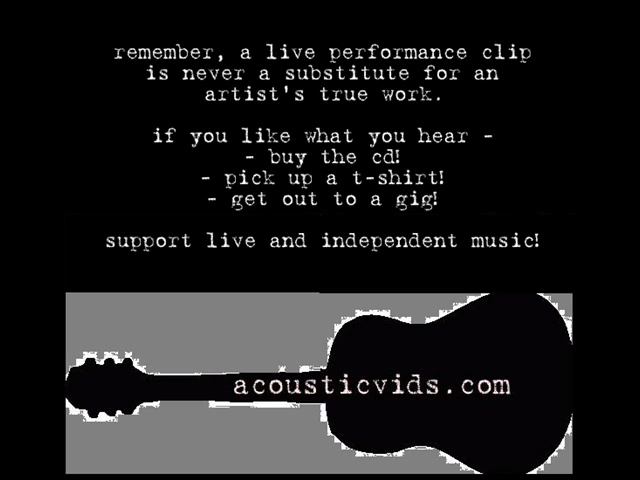 remember, a live performance clip
is never a substitute for an
artist's true work.
if you like what you hear -
- buy the cd!
- pick up a t-shirt!
- get out to a gig!
support live and independent music!
acousticvids.com